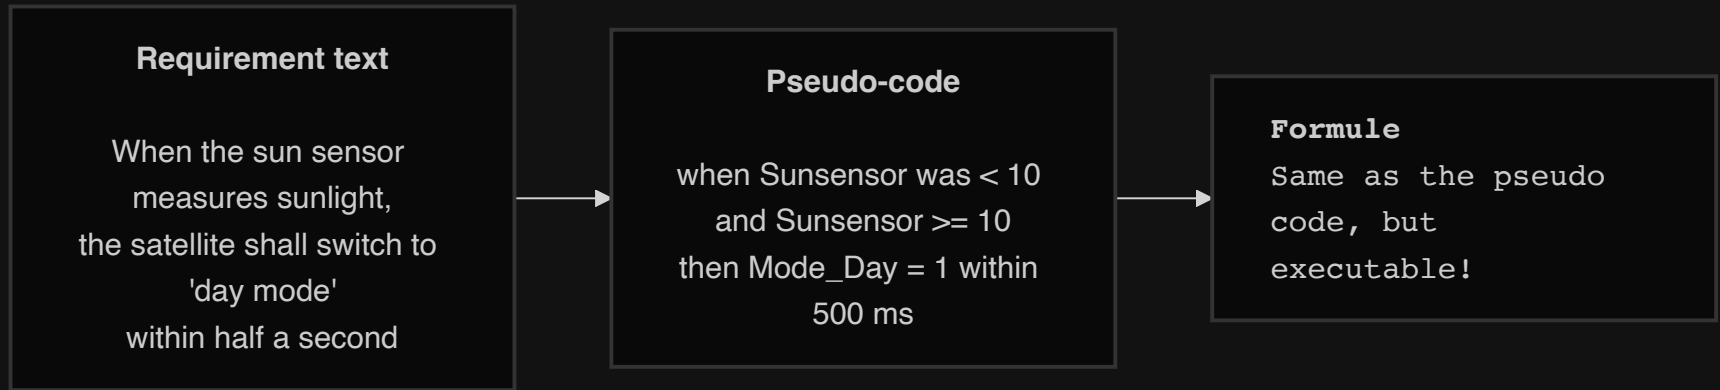 Requirement text
When the sun sensor
measures sunlight,
the satellite shall switch to
'day mode'
within half a second
Pseudo-code
when Sunsensor was < 10
and Sunsensor >= 10
then Mode_Day = 1 within
500 ms
Formule
Same as the pseudo
code, but
executable!